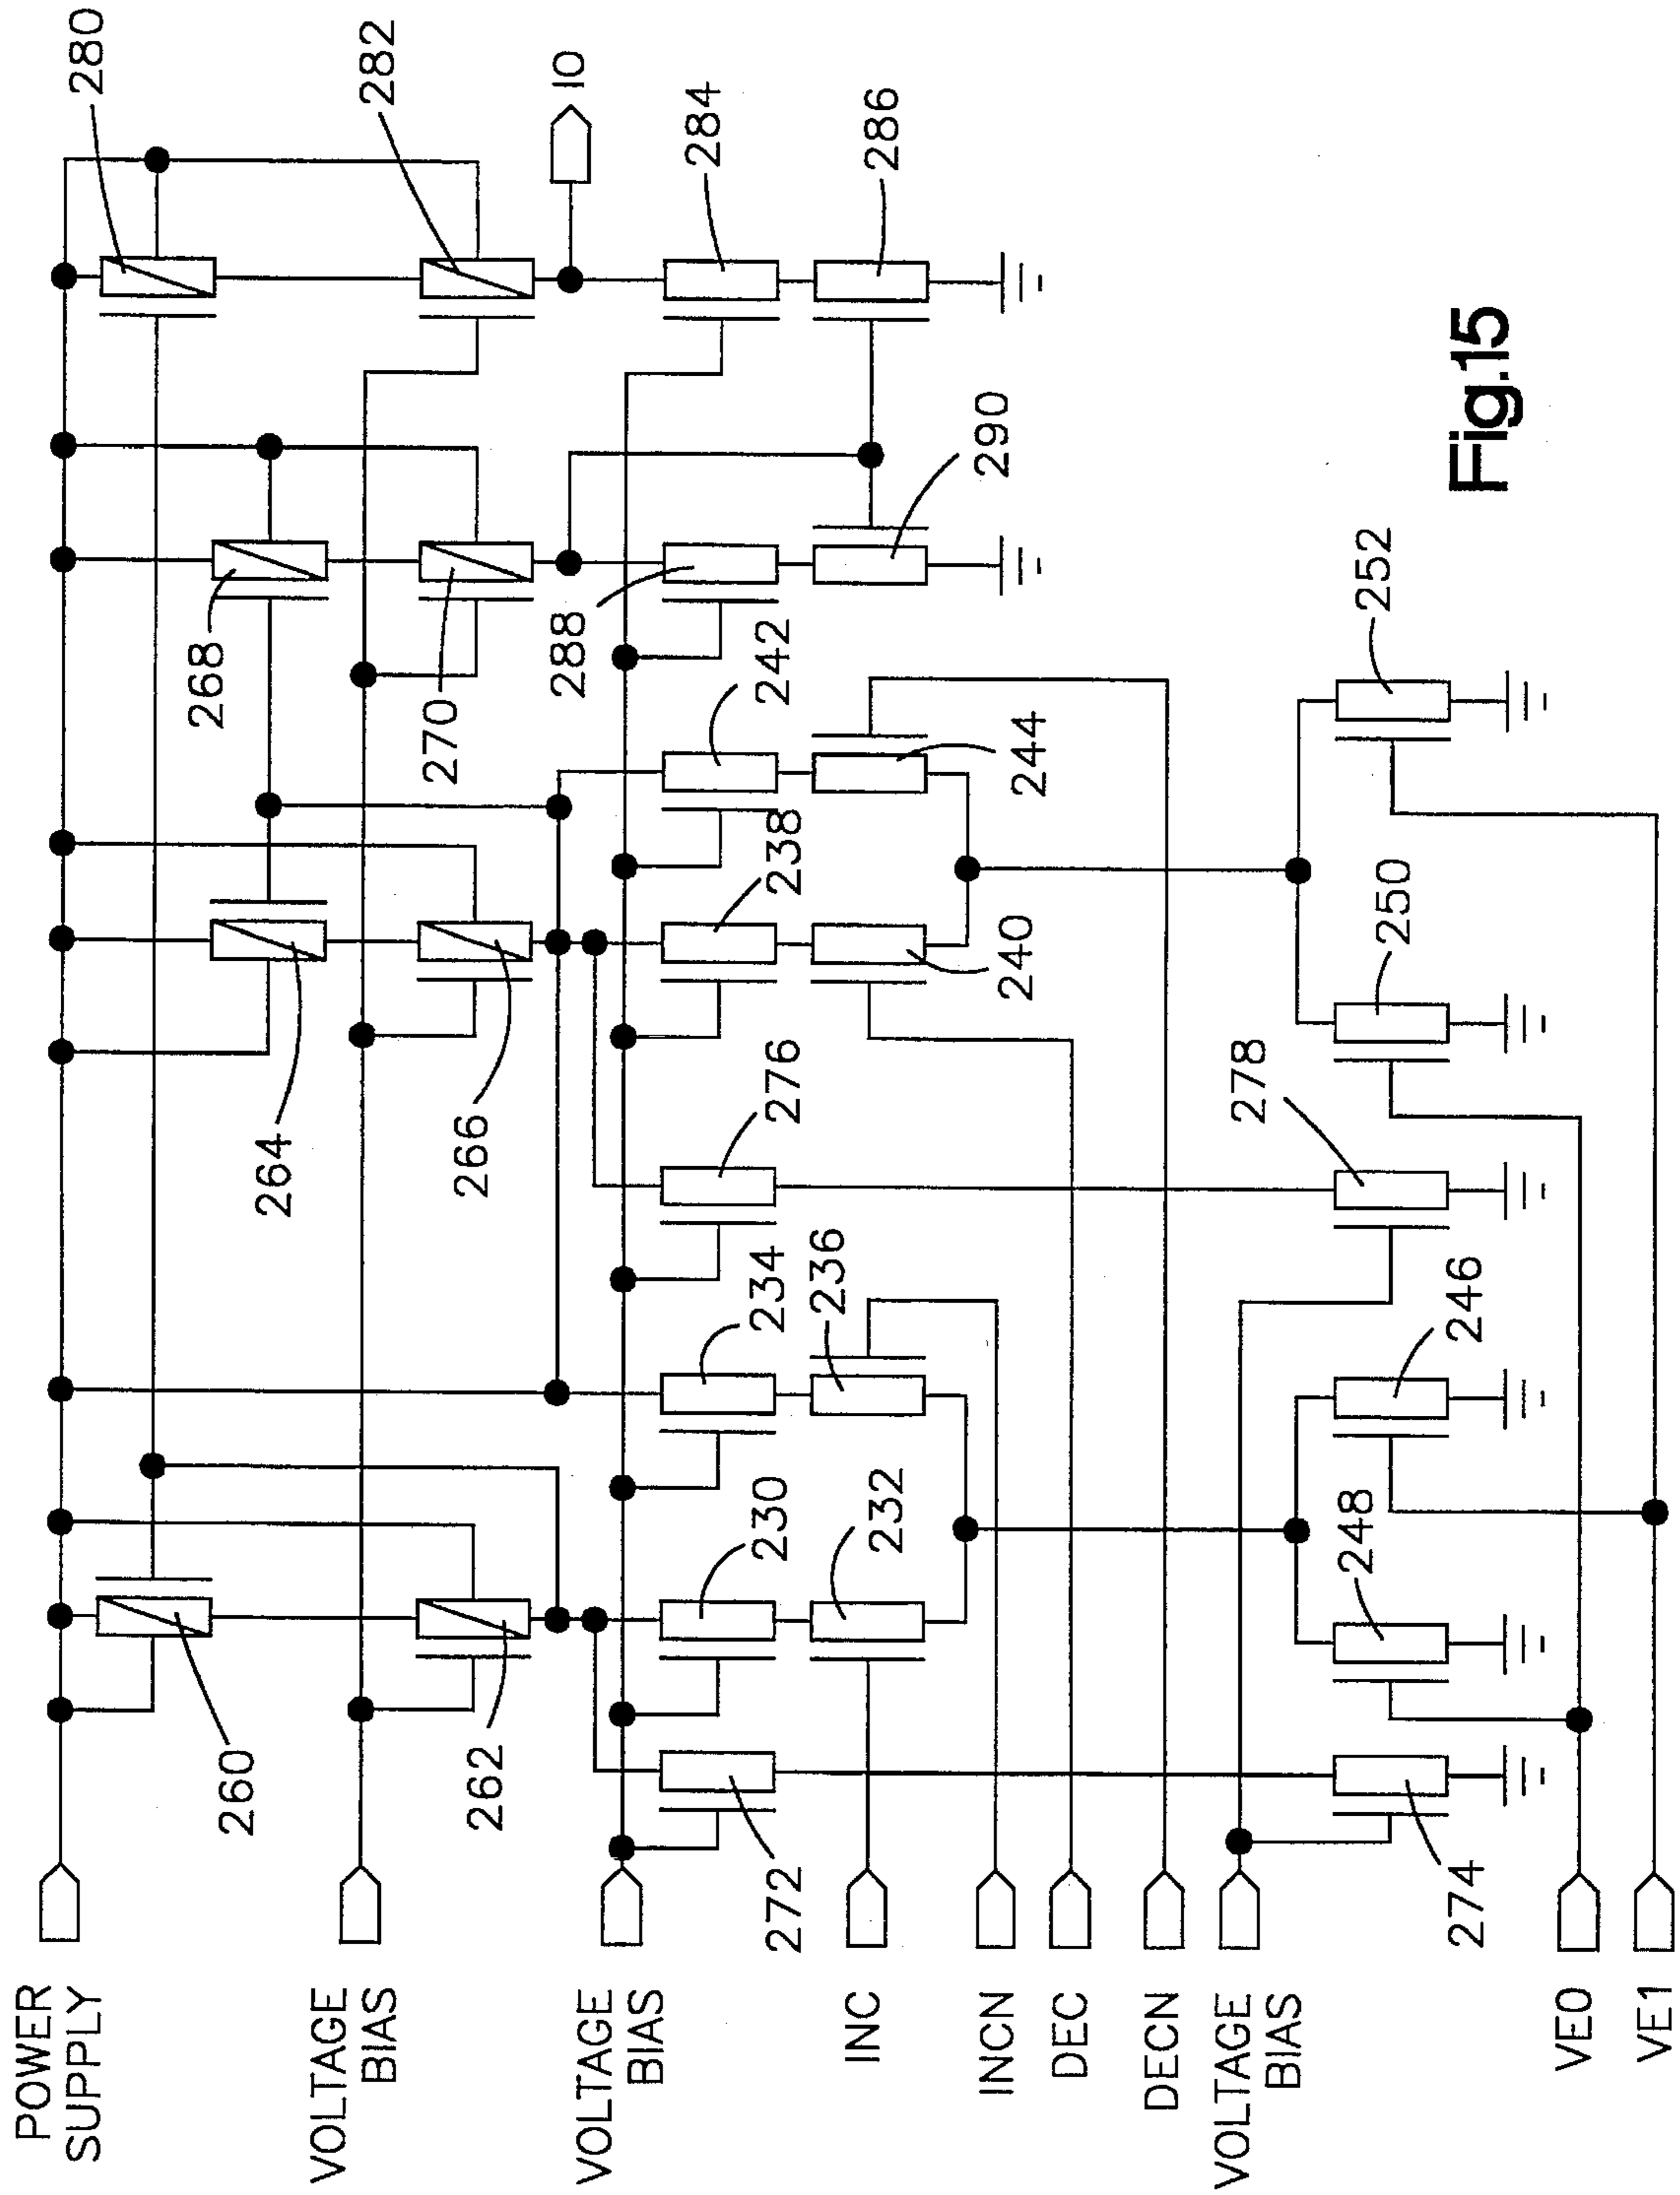 POWER
SUPPLY
VOLTAGE
BIAS
VOLTAGE
BIAS
INC
INCN
DEC
DECN
VOLTAGE
BIAS
VE0
VE1
260
262
264
266
268
270
280
282
IO
284
286
288
290
272
230
232
234
236
276
238
240
242
244
274
248
246
278
250
252
Fig.15